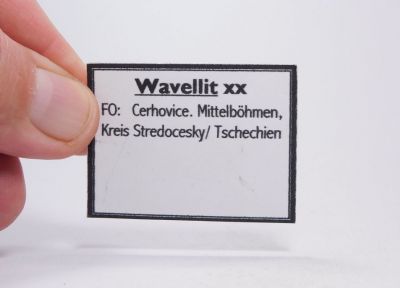 Wavellit xx
FO: Cerhovice. Mittelböhmen,
Kreis Stredocesky/ Tschechien